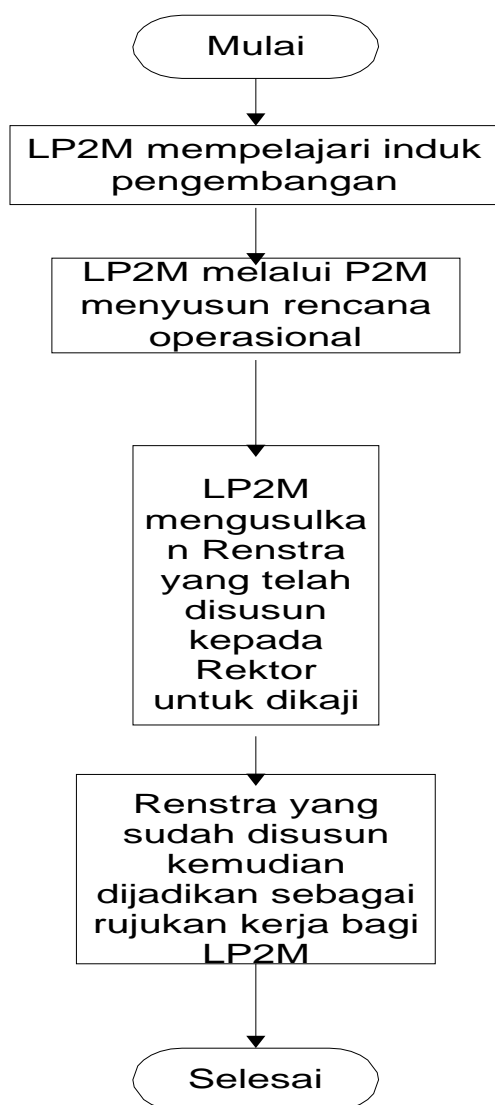 Mulai
LP2M mempelajari induk
pengembangan
LP2M melalui P2M
menyusun rencana
operasional
LP2M
mengusulka
n Renstra
yang telah
disusun
kepada
Rektor
untuk dikaji
Renstra yang
sudah disusun
kemudian
dijadikan sebagai
rujukan kerja bagi
LP2M
Selesai